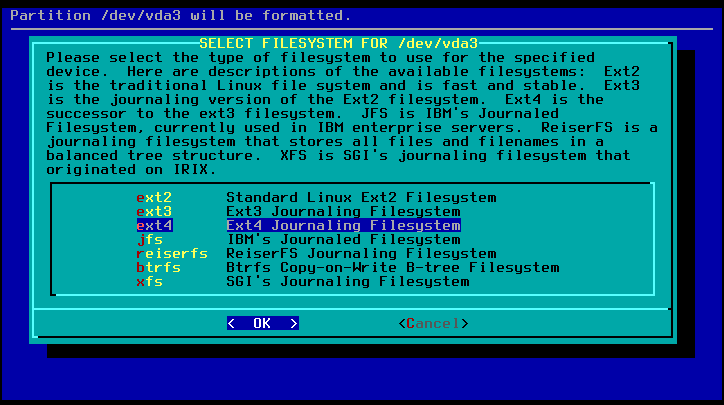 Partition /dev/vda3 will be formatted.
SELECT FILESYSTEM FOR /dev/vda3
Please select the type of filesystem to use for the specified
device.  Here are descriptions of the available filesystems:  Ext2
is the traditional Linux file system and is fast and stable.  Ext3
is the journaling version of the Ext2 filesystem.  Ext4 is the
successor to the ext3 filesystem.  JFS is IBM's Journaled
Filesystem, currently used in IBM enterprise servers.  ReiserFS is a
journaling filesystem that stores all files and filenames in a
balanced tree structure.  XFS is SGI's journaling filesystem that
originated on IRIX.
ext2 Standard Linux Ext2 Filesystem
ext3 Ext3 Journaling Filesystem
ext4 Ext4 Journaling Filesystem
jfs IBM's Journaled Filesystem
reiserfs ReiserFS Journaling Filesystem
btrfs Btrfs Copy-on-Write B-tree Filesystem
xfs SGI's Journaling Filesystem
<  OK  > <Cancel>